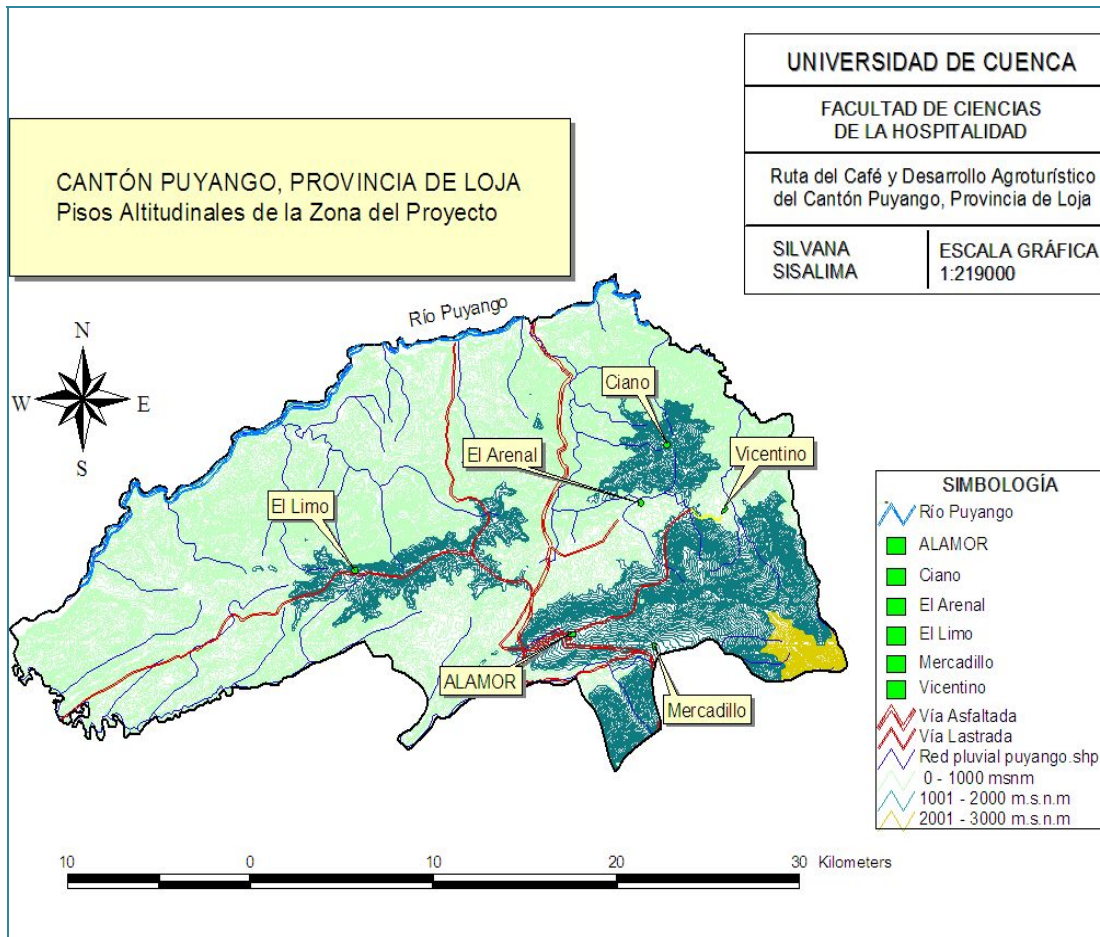 UNIVERSIDAD DE CUENCA
FACULTAD DE CIENCIAS
DE LA HOSPITALIDAD
Ruta del Café y Desarrollo Agroturístico
del Cantón Puyango, Provincia de Loja
SILVANA
SISALIMA
ESCALA GRÁFICA
1:219000
CANTÓN PUYANGO, PROVINCIA DE LOJA
Pisos Altitudinales de la Zona del Proyecto
N
W E
S
Río Puyango
Ciano
El Arenal
Vicentino
El Limo
ALAMOR
Mercadillo
SIMBOLOGÍA
Río Puyango
ALAMOR
Ciano
El Arenal
El Limo
Mercadillo
Vicentino
Vía Asfaltada
Vía Lastrada
Red pluvial puyango.shp
0 - 1000 msnm
1001 - 2000 m.s.n.m
2001 - 3000 m.s.n.m
10 0 10 20 30 Kilometers